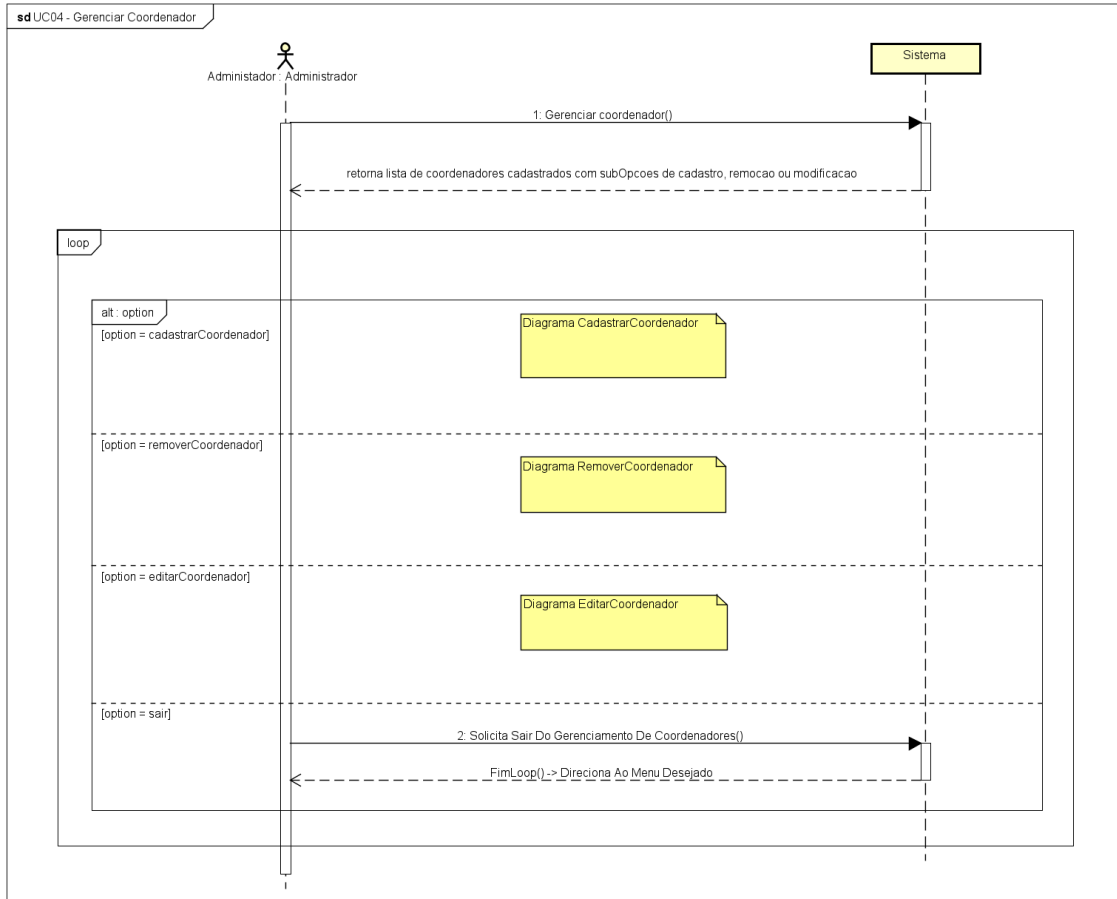 sd UC04 - Gerenciar Coordenador
Administador : Administrador
Sistema
1: Gerenciar coordenador()
retorna lista de coordenadores cadastrados com subOpcoes de cadastro, remocao ou modificacao
loop
alt : option
[option = cadastrarCoordenador]
Diagrama CadastrarCoordenador
[option = removerCoordenador]
Diagrama RemoverCoordenador
[option = editarCoordenador]
Diagrama EditarCoordenador
[option = sair]
2: Solicita Sair Do Gerenciamento De Coordenadores()
FimLoop() -> Direciona Ao Menu Desejado